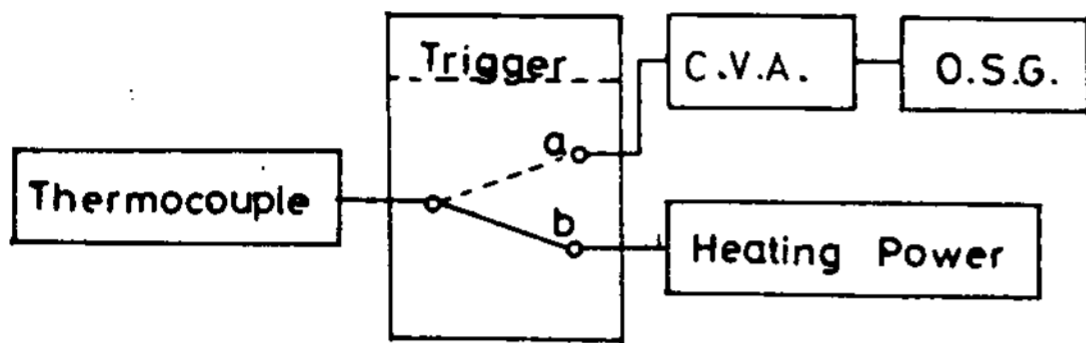 Trigger
C.V.A.
O.S.G.
a
Thermocouple
b
Heating Power